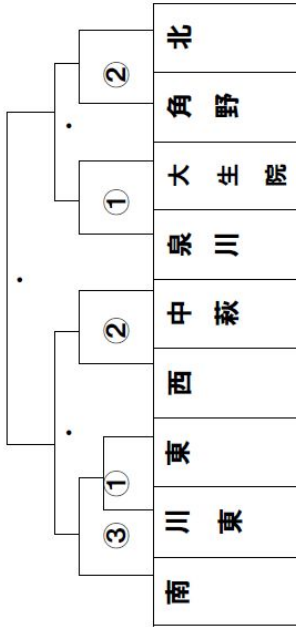 北
②
角野
大生院
①
泉川
中萩
②
西
東
①
川東
③
南